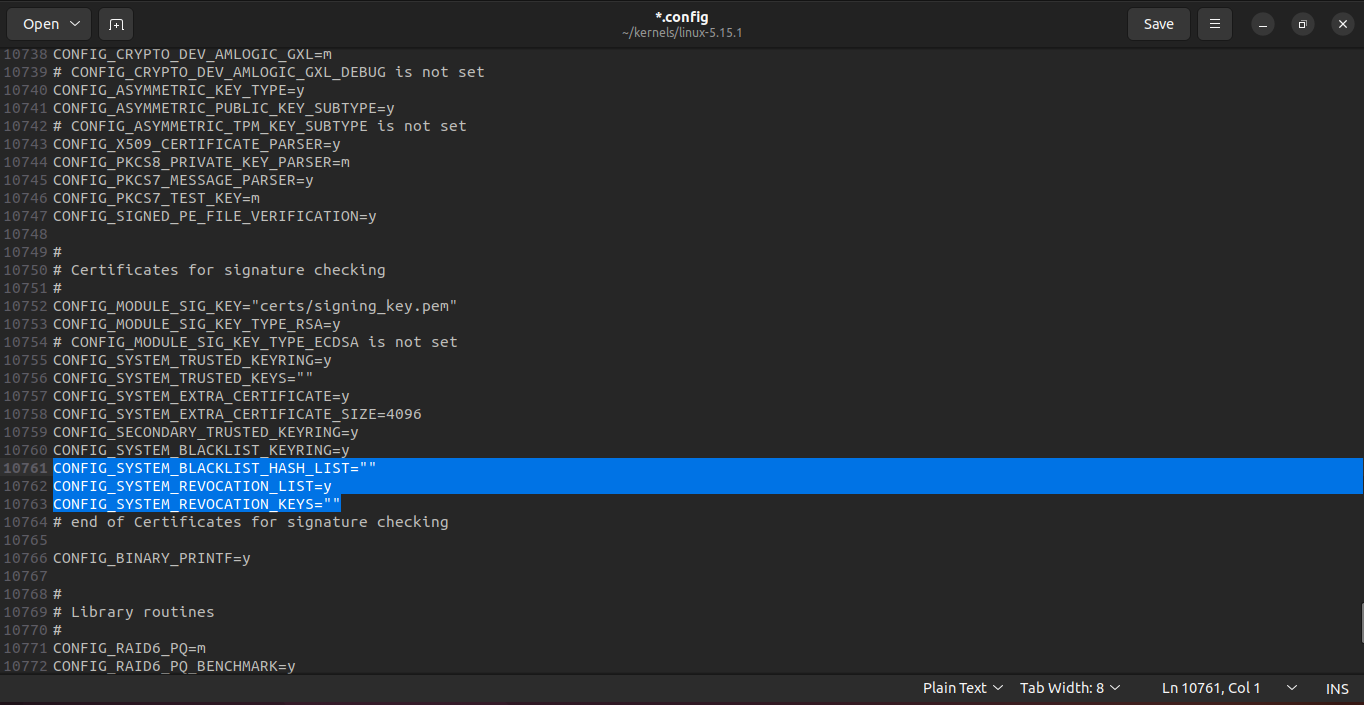 Open
*.config
~/kernels/linux-5.15.1
Save
10738 CONFIG_CRYPTO_DEV_AMLOGIC_GXL=m
10739 # CONFIG_CRYPTO_DEV_AMLOGIC_GXL_DEBUG is not set
10740 CONFIG_ASYMMETRIC_KEY_TYPE=y
10741 CONFIG_ASYMMETRIC_PUBLIC_KEY_SUBTYPE=y
10742 # CONFIG_ASYMMETRIC_TPM_KEY_SUBTYPE is not set
10743 CONFIG_X509_CERTIFICATE_PARSER=y
10744 CONFIG_PKCS8_PRIVATE_KEY_PARSER=m
10745 CONFIG_PKCS7_MESSAGE_PARSER=y
10746 CONFIG_PKCS7_TEST_KEY=m
10747 CONFIG_SIGNED_PE_FILE_VERIFICATION=y
10748
10749 #
10750 # Certificates for signature checking
10751 #
10752 CONFIG_MODULE_SIG_KEY="certs/signing_key.pem"
10753 CONFIG_MODULE_SIG_KEY_TYPE_RSA=y
10754 # CONFIG_MODULE_SIG_KEY_TYPE_ECDSA is not set
10755 CONFIG_SYSTEM_TRUSTED_KEYRING=y
10756 CONFIG_SYSTEM_TRUSTED_KEYS=""
10757 CONFIG_SYSTEM_EXTRA_CERTIFICATE=y
10758 CONFIG_SYSTEM_EXTRA_CERTIFICATE_SIZE=4096
10759 CONFIG_SECONDARY_TRUSTED_KEYRING=y
10760 CONFIG_SYSTEM_BLACKLIST_KEYRING=y
10761 CONFIG_SYSTEM_BLACKLIST_HASH_LIST=""
10762 CONFIG_SYSTEM_REVOCATION_LIST=y
10763 CONFIG_SYSTEM_REVOCATION_KEYS=""
10764 # end of Certificates for signature checking
10765
10766 CONFIG_BINARY_PRINTF=y
10767
10768 #
10769 # Library routines
10770 #
10771 CONFIG_RAID6_PQ=m
10772 CONFIG_RAID6_PQ_BENCHMARK=y
Plain Text Tab Width: 8 Ln 10761, Col 1 INS